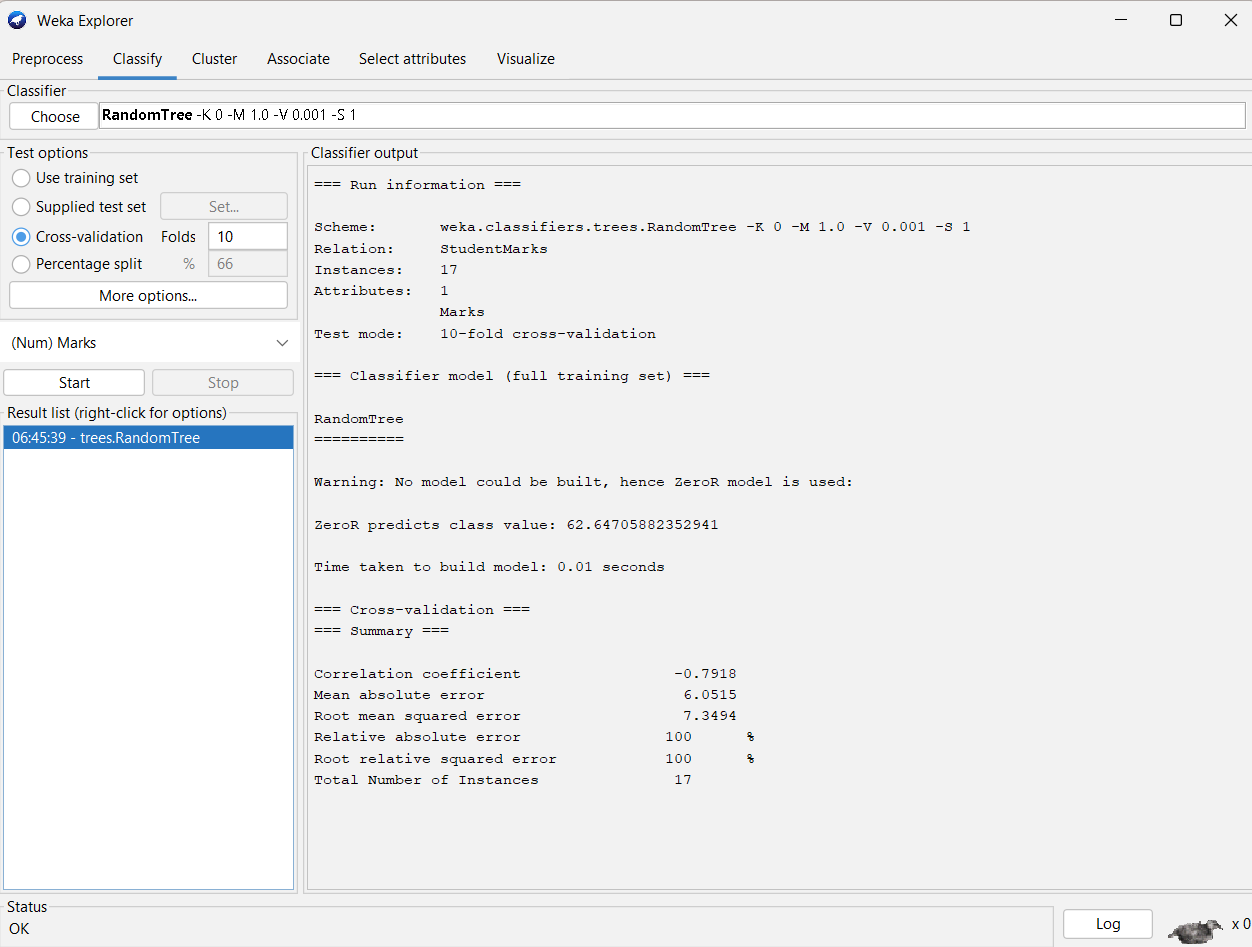 Weka Explorer
Preprocess Classify Cluster Associate Select attributes Visualize
Classifier
Choose RandomTree -K 0 -M 1.0 -V 0.001 -S 1
Test options
Use training set
Supplied test set Set...
Cross-validation Folds 10
Percentage split % 66
More options...
(Num) Marks
Start Stop
Result list (right-click for options)
06:45:39 - trees.RandomTree
Classifier output
=== Run information ===
Scheme: weka.classifiers.trees.RandomTree -K 0 -M 1.0 -V 0.001 -S 1
Relation: StudentMarks
Instances: 17
Attributes: 1
Marks
Test mode: 10-fold cross-validation
=== Classifier model (full training set) ===
RandomTree
==========
Warning: No model could be built, hence ZeroR model is used:
ZeroR predicts class value: 62.64705882352941
Time taken to build model: 0.01 seconds
=== Cross-validation ===
=== Summary ===
Correlation coefficient -0.7918
Mean absolute error 6.0515
Root mean squared error 7.3494
Relative absolute error 100 %
Root relative squared error 100 %
Total Number of Instances 17
Status
OK
Log x 0